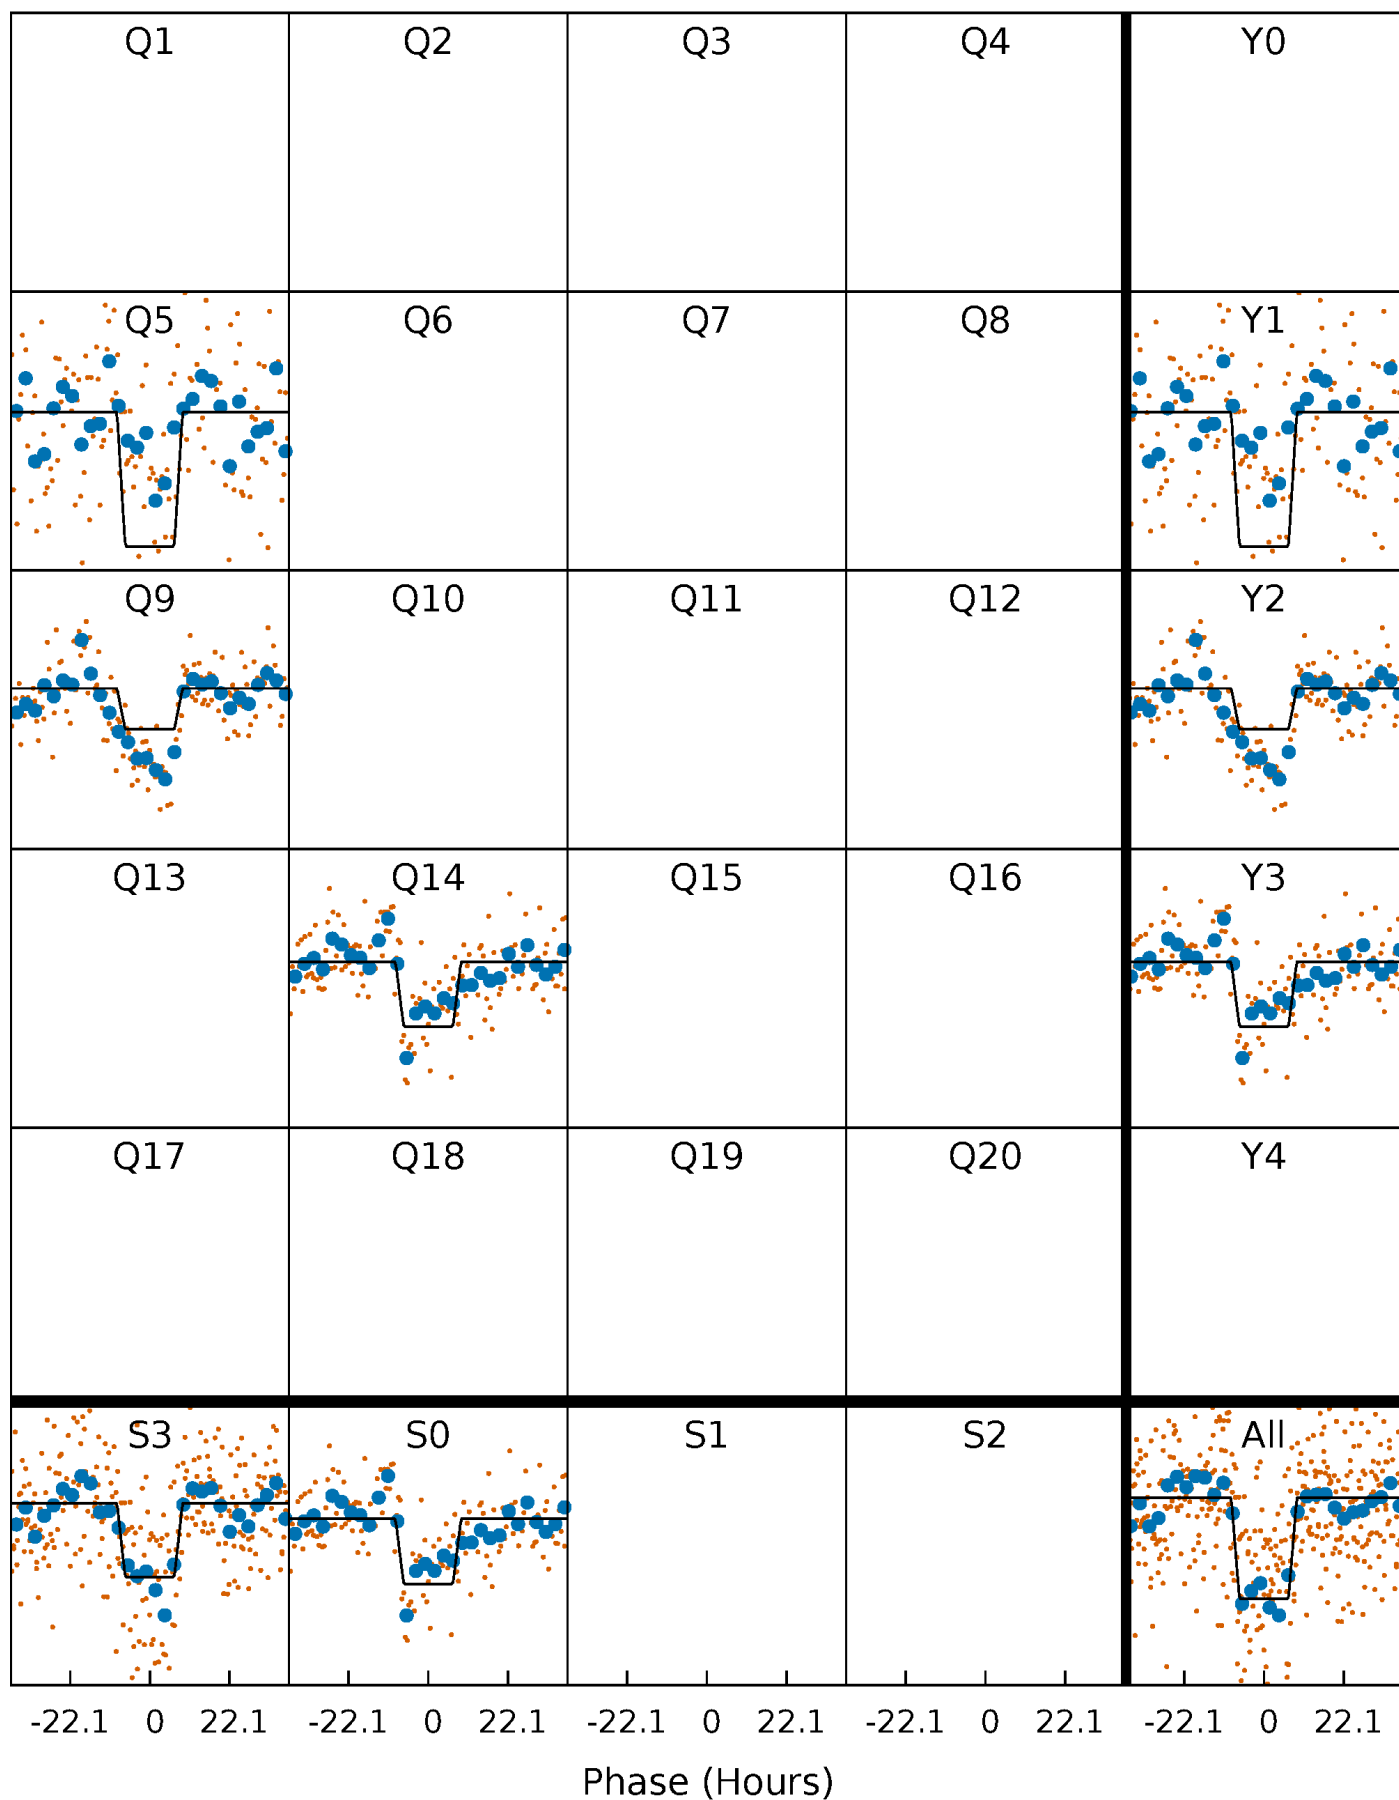 Q1 Q2 Q3 Q4 Y0
Q5 Q6 Q7 Q8 Y1
Q9 Q10 Q11 Q12 Y2
Q13 Q14 Q15 Q16 Y3
Q17 Q18 Q19 Q20 Y4
S3 S0 S1 S2 All
-22.1 0 22.1 -22.1 0 22.1 -22.1 0 22.1 -22.1 0 22.1 -22.1 0 22.1
Phase (Hours)